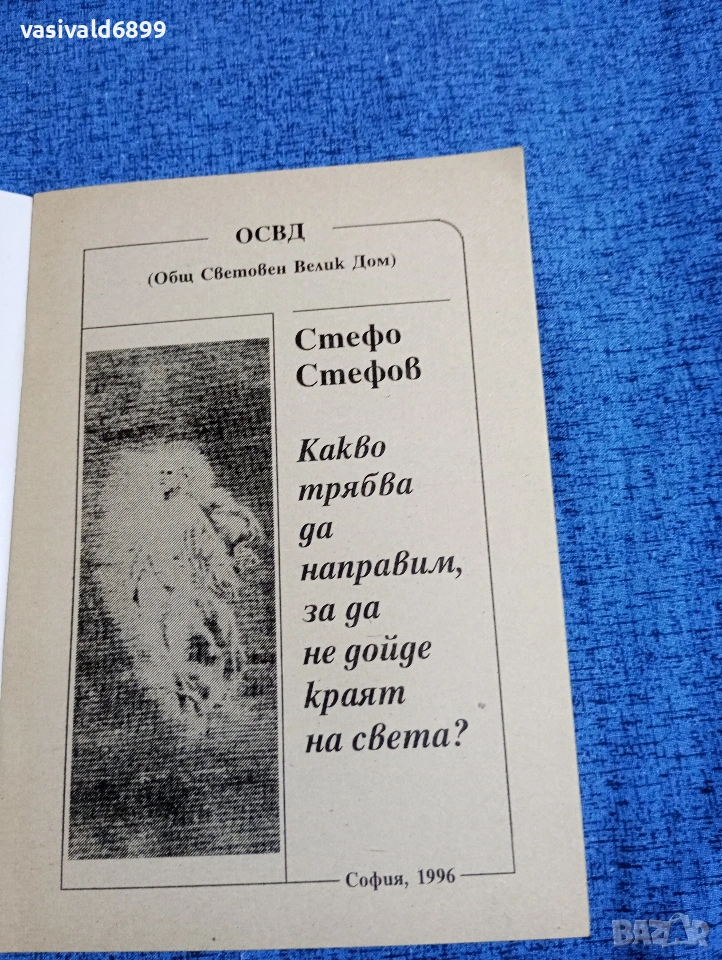 vasivald6899
ОСВД
(Общ Световен Велик Дом)
Стефо
Стефов
Какво
трябва
да
направим,
за да
не дойде
краят
на света?
София, 1996
BAZAR